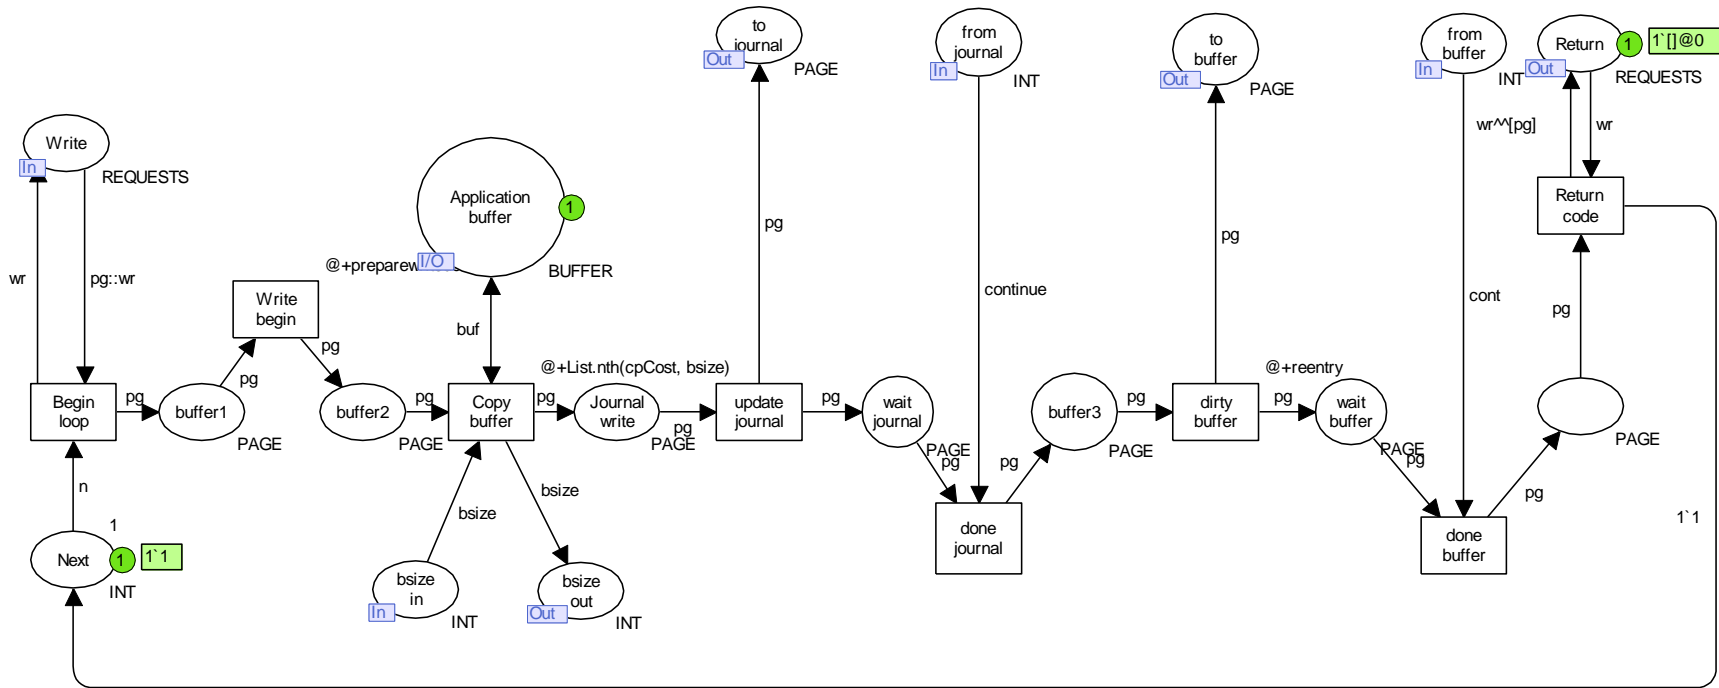 to
journal
Out
PAGE
from
journal
In
INT
to
buffer
Out
PAGE
from
buffer
In
INT
Return
Out
1
1`[]@0
REQUESTS
Write
In
REQUESTS
Application
buffer
1
I/O
BUFFER
wr^^[pg]
wr
Return
code
pg
pg
wr
pg::wr
@+preparew
Write
begin
buf
continue
cont
pg
@+List.nth(cpCost, bsize)
@+reentry
pg
pg
Begin
loop
pg
buffer1
PAGE
buffer2
pg
PAGE
Copy
buffer
pg
Journal
write
pg
PAGE
update
journal
pg
wait
journal
PAGE
pg
pg
buffer3
PAGE
pg
dirty
buffer
pg
wait
buffer
PAGE
pg
pg
PAGE
n
bsize
bsize
done
journal
done
buffer
1`1
1
Next
1
1`1
INT
bsize
in
In
INT
bsize
out
Out
INT